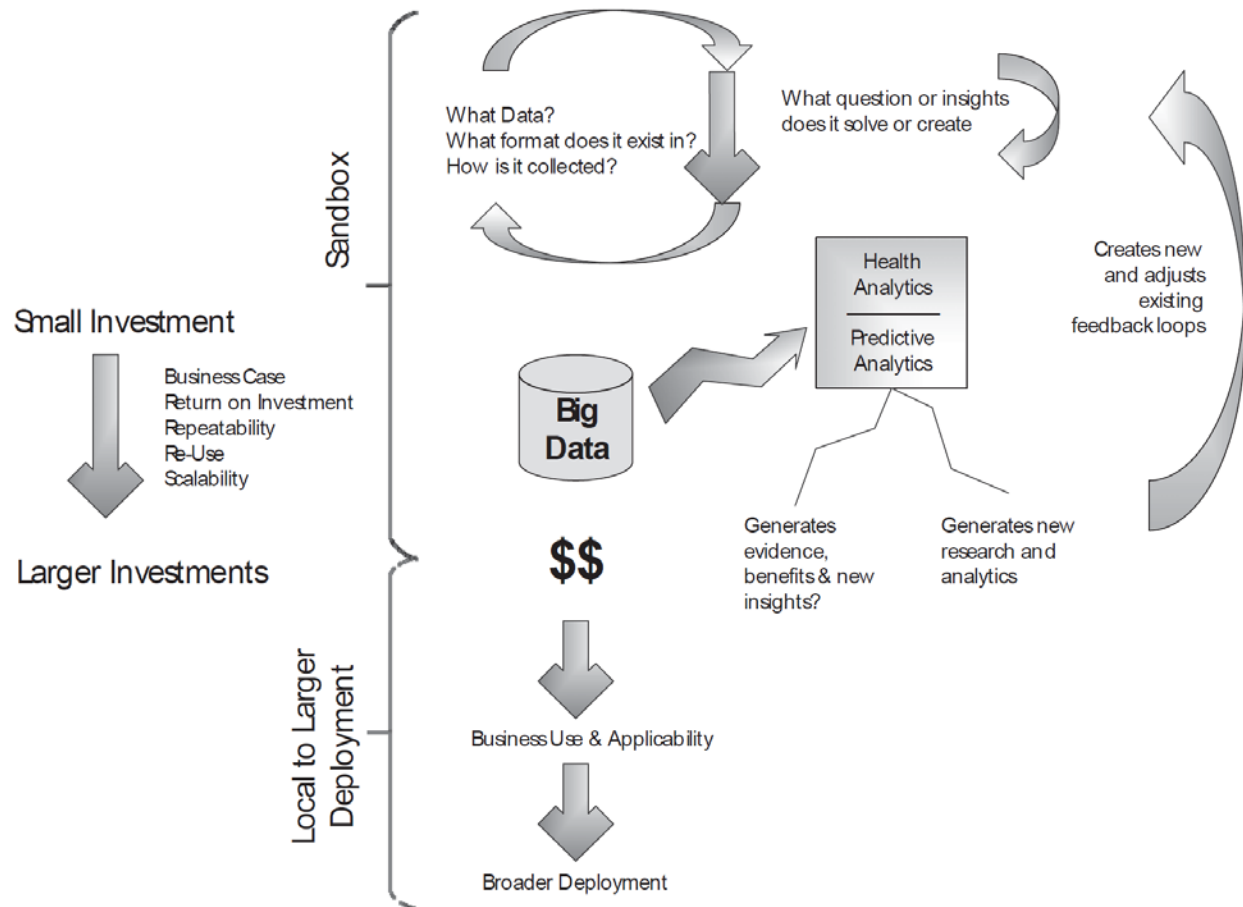 Sandbox
What Data?
What format does it exist in?
How is it collected?
What question or insights
does it solve or create
Health
Analytics
Predictive
Analytics
Creates new
and adjusts
existing
feedback loops
Small Investment
Business Case
Return on Investment
Repeatability
Re-Use
Scalability
Larger Investments
Big
Data
Generates
evidence,
benefits & new
insights?
Generates new
research and
analytics
$$
Local to Larger
Deployment
Business Use & Applicability
Broader Deployment